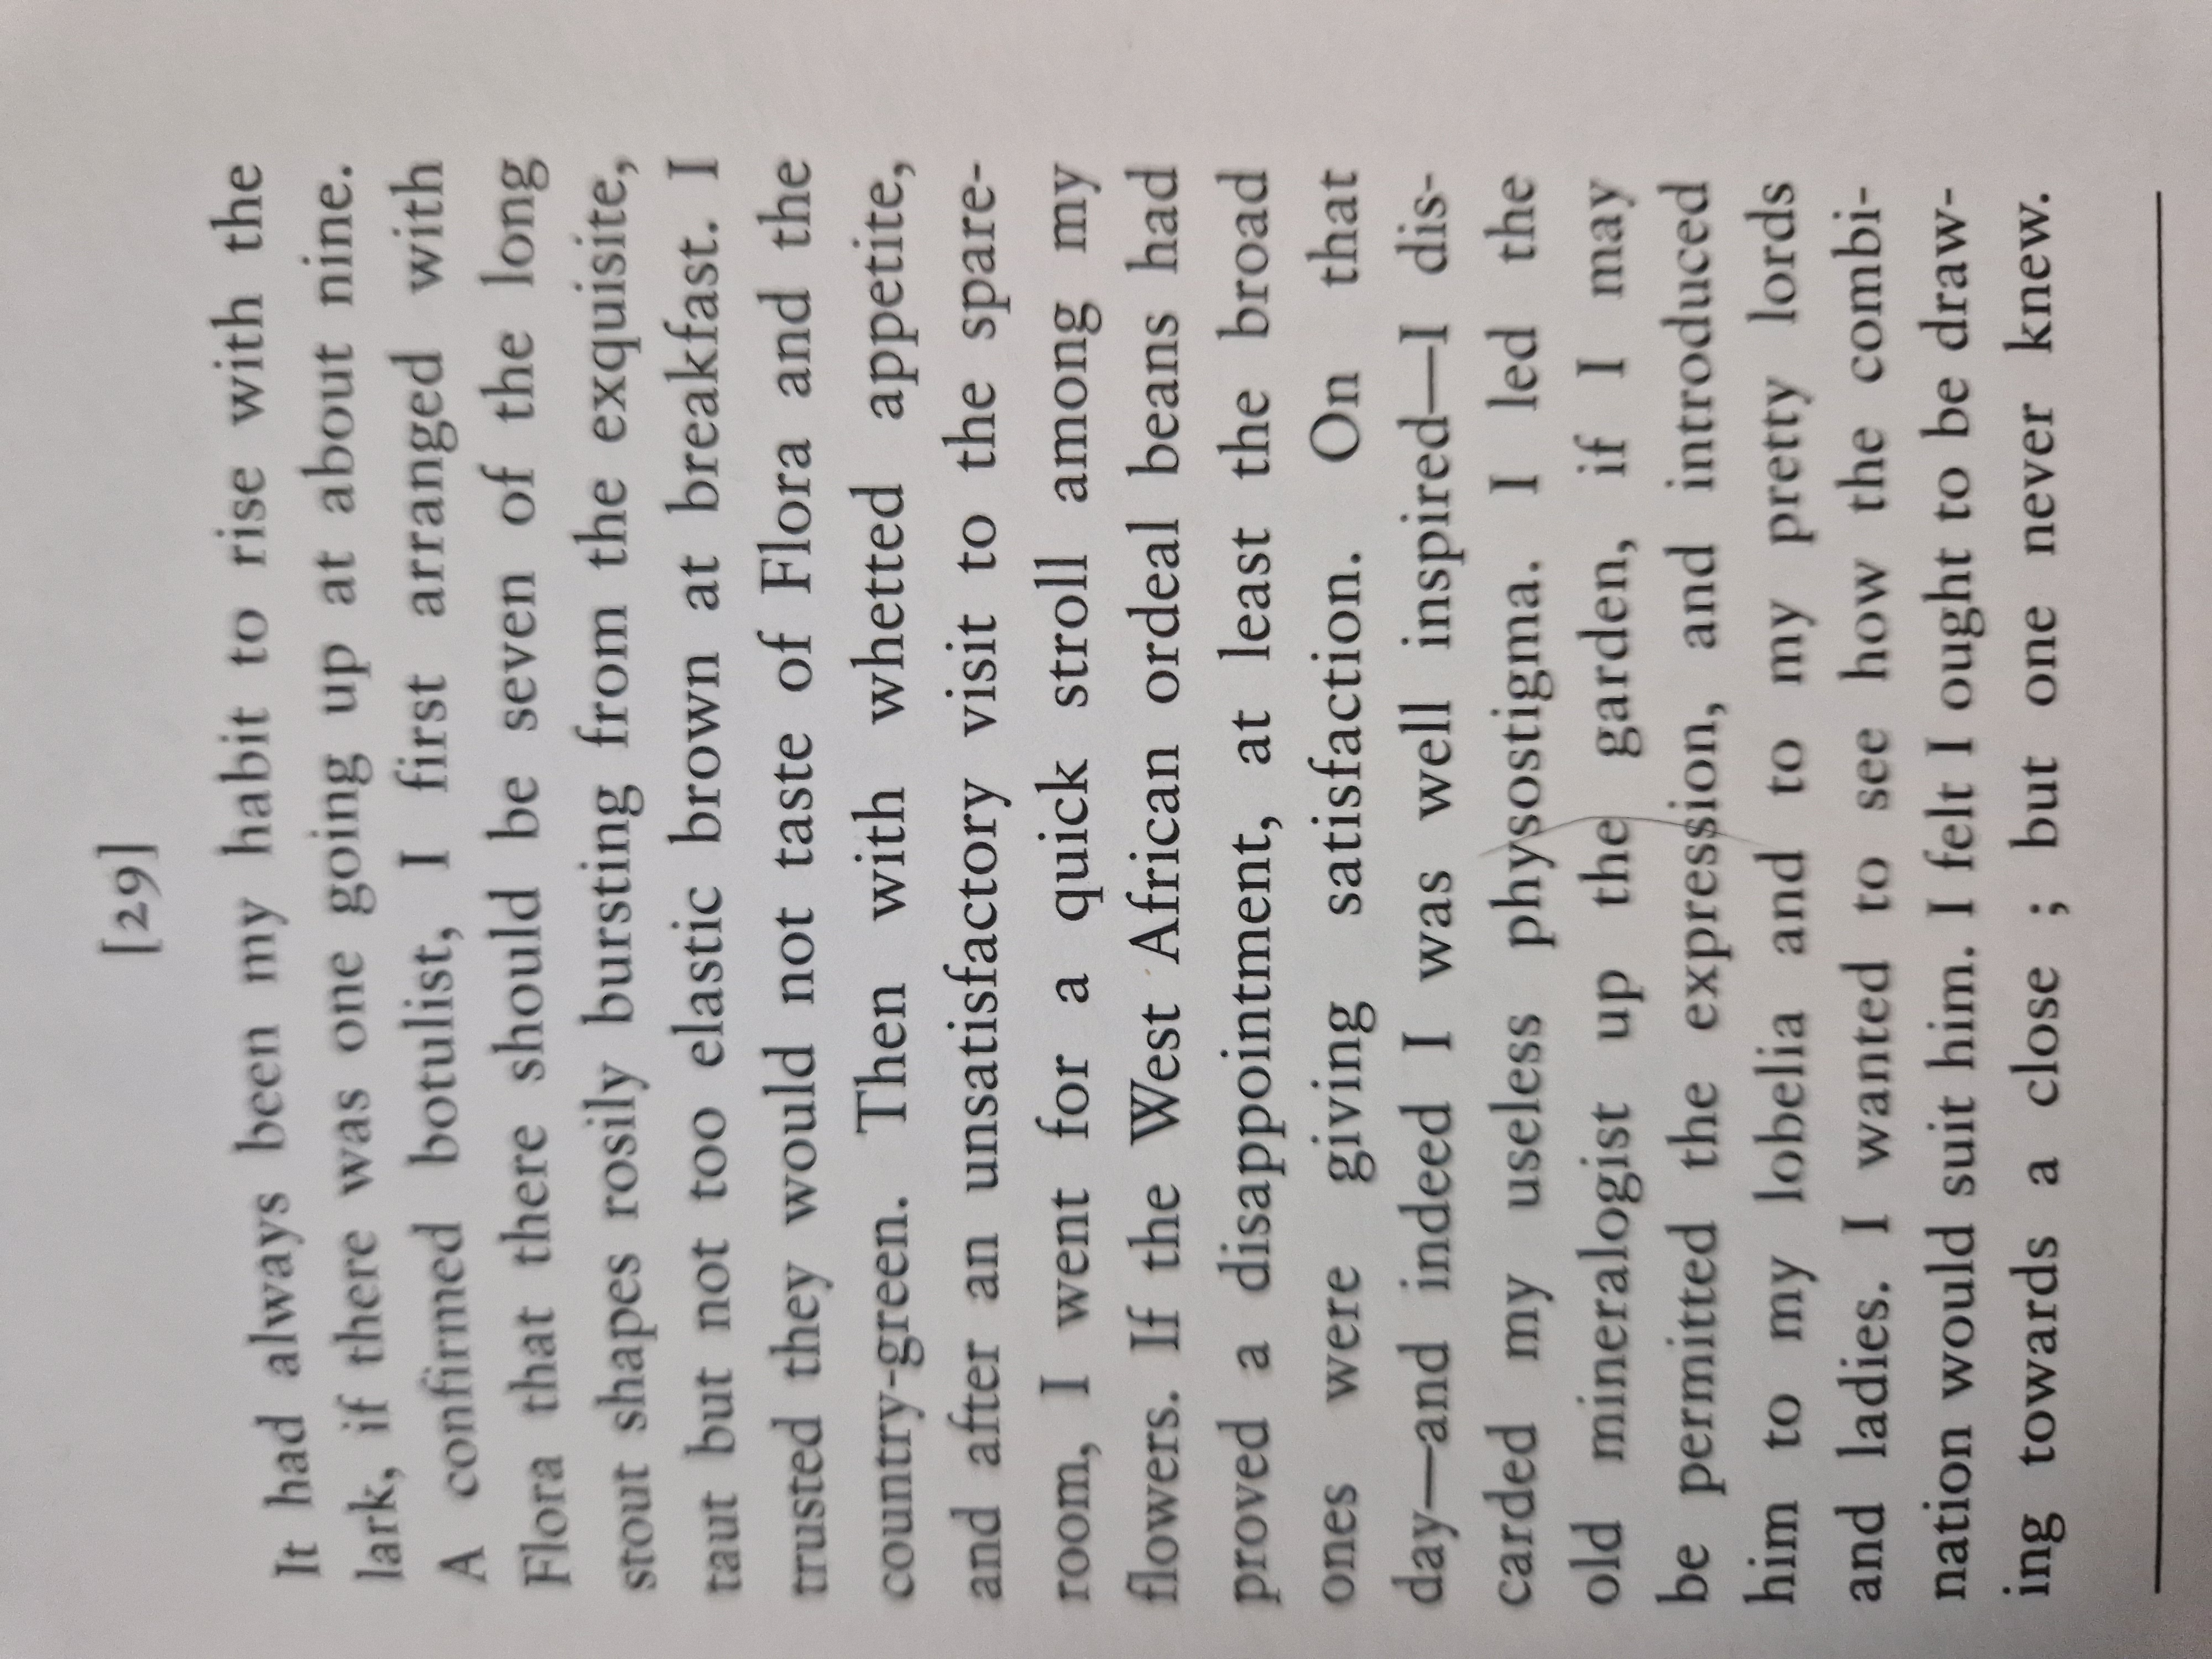 [29]
It had always been my habit to rise with the
lark, if there was one going up at about nine.
A confirmed botulist, I first arranged with
Flora that there should be seven of the long
stout shapes rosily bursting from the exquisite,
taut but not too elastic brown at breakfast. I
trusted they would not taste of Flora and the
country-green. Then with whetted appetite,
and after an unsatisfactory visit to the spare-
room, I went for a quick stroll among my
flowers. If the West African ordeal beans had
proved a disappointment, at least the broad
ones were giving satisfaction. On that
day—and indeed I was well inspired—I dis-
carded my useless physostigma. I led the
old mineralogist up the garden, if I may
be permitted the expression, and introduced
him to my lobelia and to my pretty lords
and ladies. I wanted to see how the combi-
nation would suit him. I felt I ought to be draw-
ing towards a close ; but one never knew.